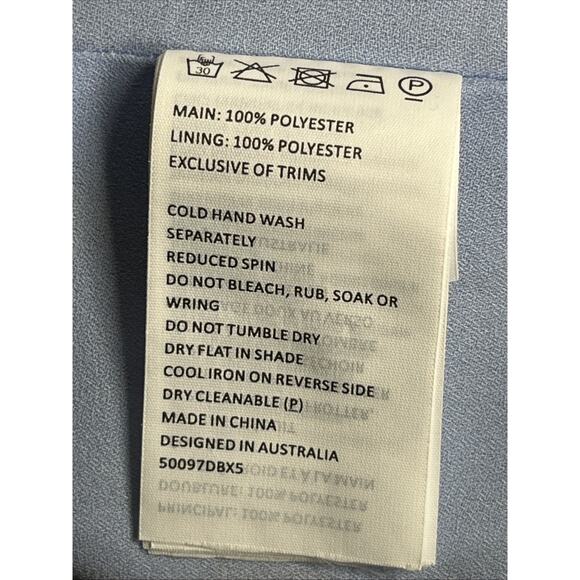 30 P
MAIN: 100% POLYESTER
LINING: 100% POLYESTER
EXCLUSIVE OF TRIMS
COLD HAND WASH
SEPARATELY
REDUCED SPIN
DO NOT BLEACH, RUB, SOAK OR
WRING
DO NOT TUMBLE DRY
DRY FLAT IN SHADE
COOL IRON ON REVERSE SIDE
DRY CLEANABLE (P)
MADE IN CHINA
DESIGNED IN AUSTRALIA
50097DBX5